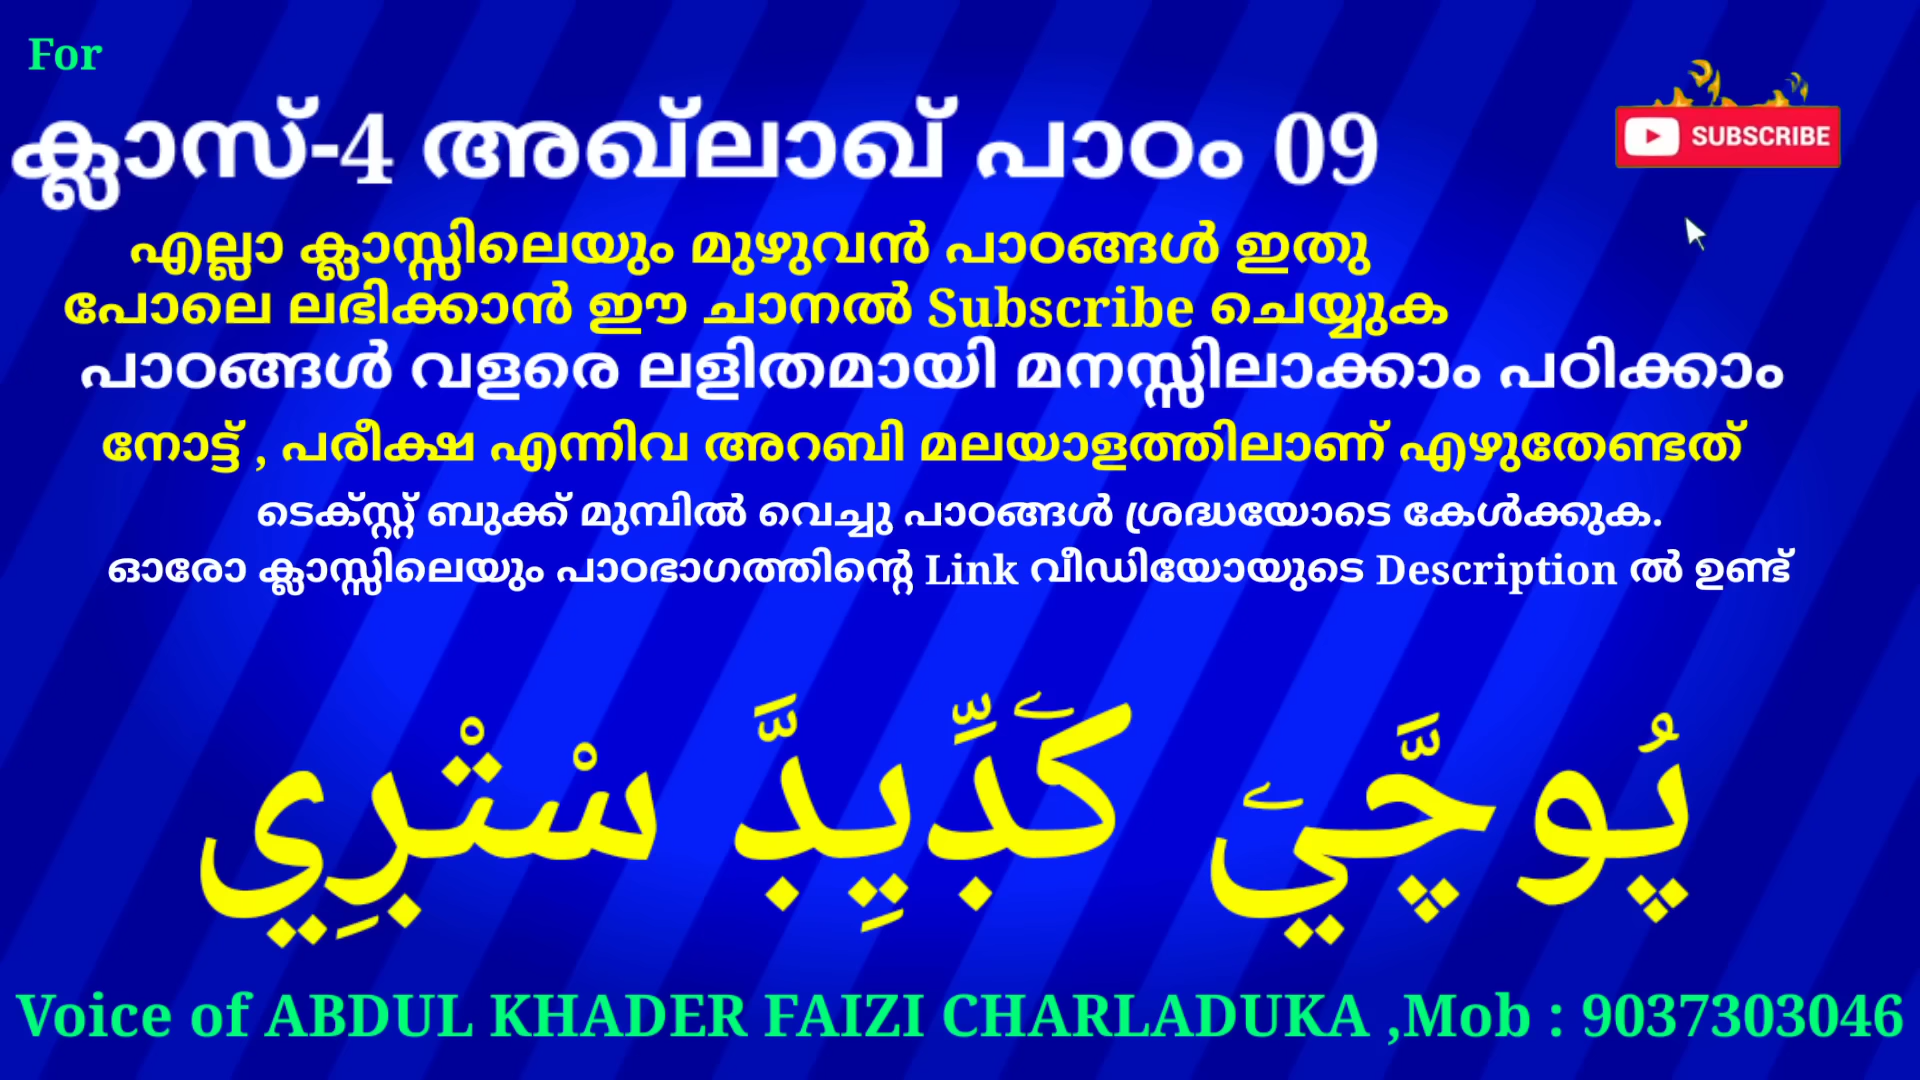 For
ക്ലാസ്-4 അഖ്ലാഖ് പാഠം 09
SUBSCRIBE
എല്ലാ ക്ലാസ്സിലെയും മുഴുവൻ പാഠങ്ങൾ ഇതു
പോലെ ലഭിക്കാൻ ഈ ചാനൽ Subscribe ചെയ്യുക
പാഠങ്ങൾ വളരെ ലളിതമായി മനസ്സിലാക്കാം പഠിക്കാം
നോട്ട് , പരീക്ഷ എന്നിവ അറബി മലയാളത്തിലാണ് എഴുതേണ്ടത്
ടെക്സ്റ്റ് ബുക്ക് മുമ്പിൽ വെച്ചു പാഠങ്ങൾ ശ്രദ്ധയോടെ കേൾക്കുക.
ഓരോ ക്ലാസ്സിലെയും പാഠഭാഗത്തിന്റെ Link വീഡിയോയുടെ Description ൽ ഉണ്ട്
پُوچَّيۓ كۓدِّپِدَّ سْتْرِي
Voice of ABDUL KHADER FAIZI CHARLADUKA ,Mob : 9037303046